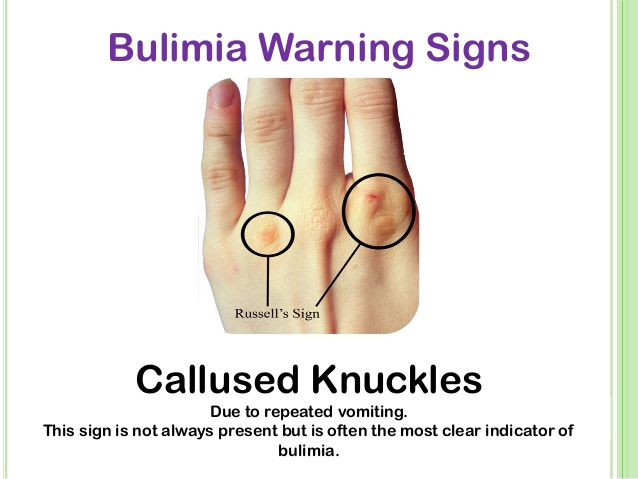 Bulimia Warning Signs
Russell's Sign
Callused Knuckles
Due to repeated vomiting.
This sign is not always present but is often the most clear indicator of
bulimia.